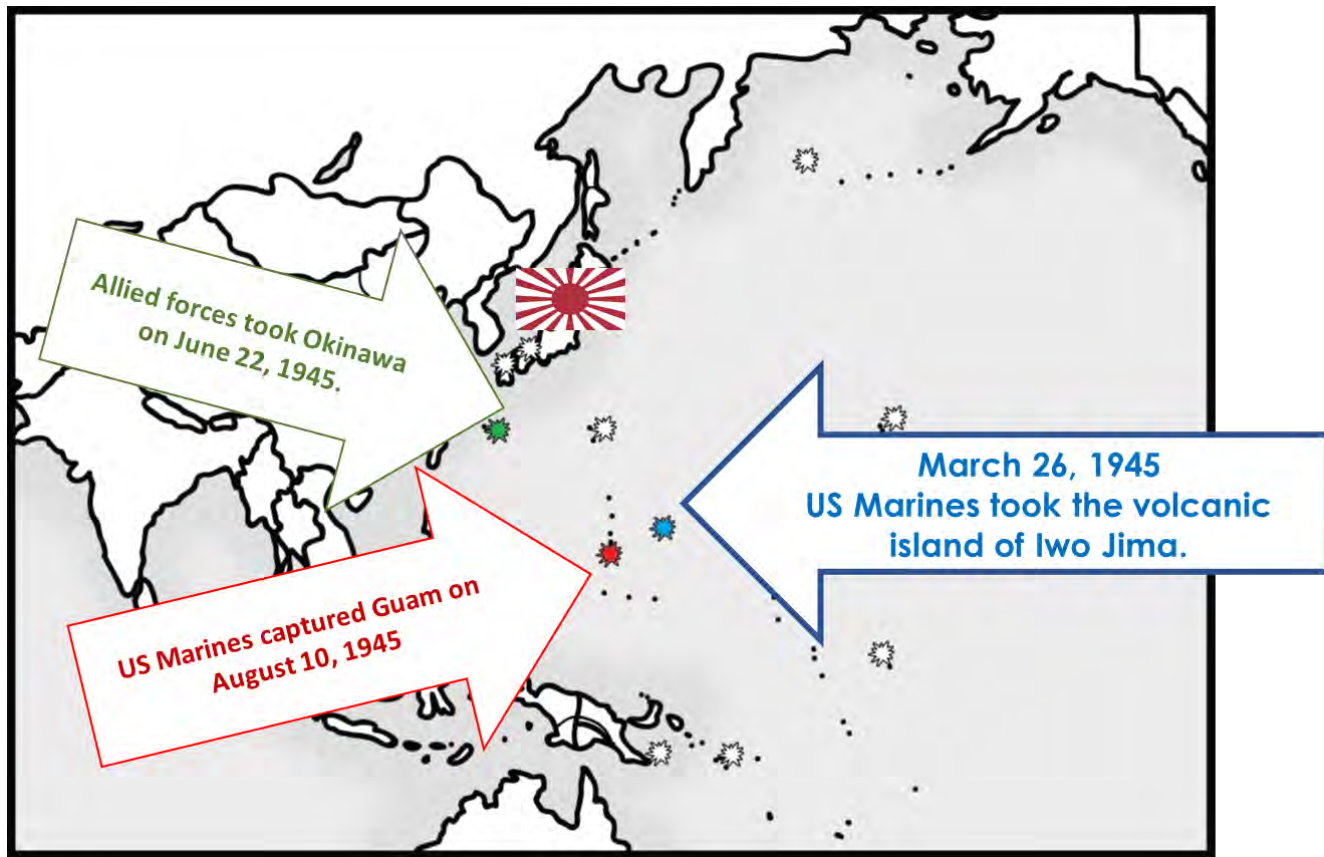 Allied forces took Okinawa
on June 22, 1945.
March 26, 1945
US Marines took the volcanic
island of Iwo Jima.
US Marines captured Guam on
August 10, 1945